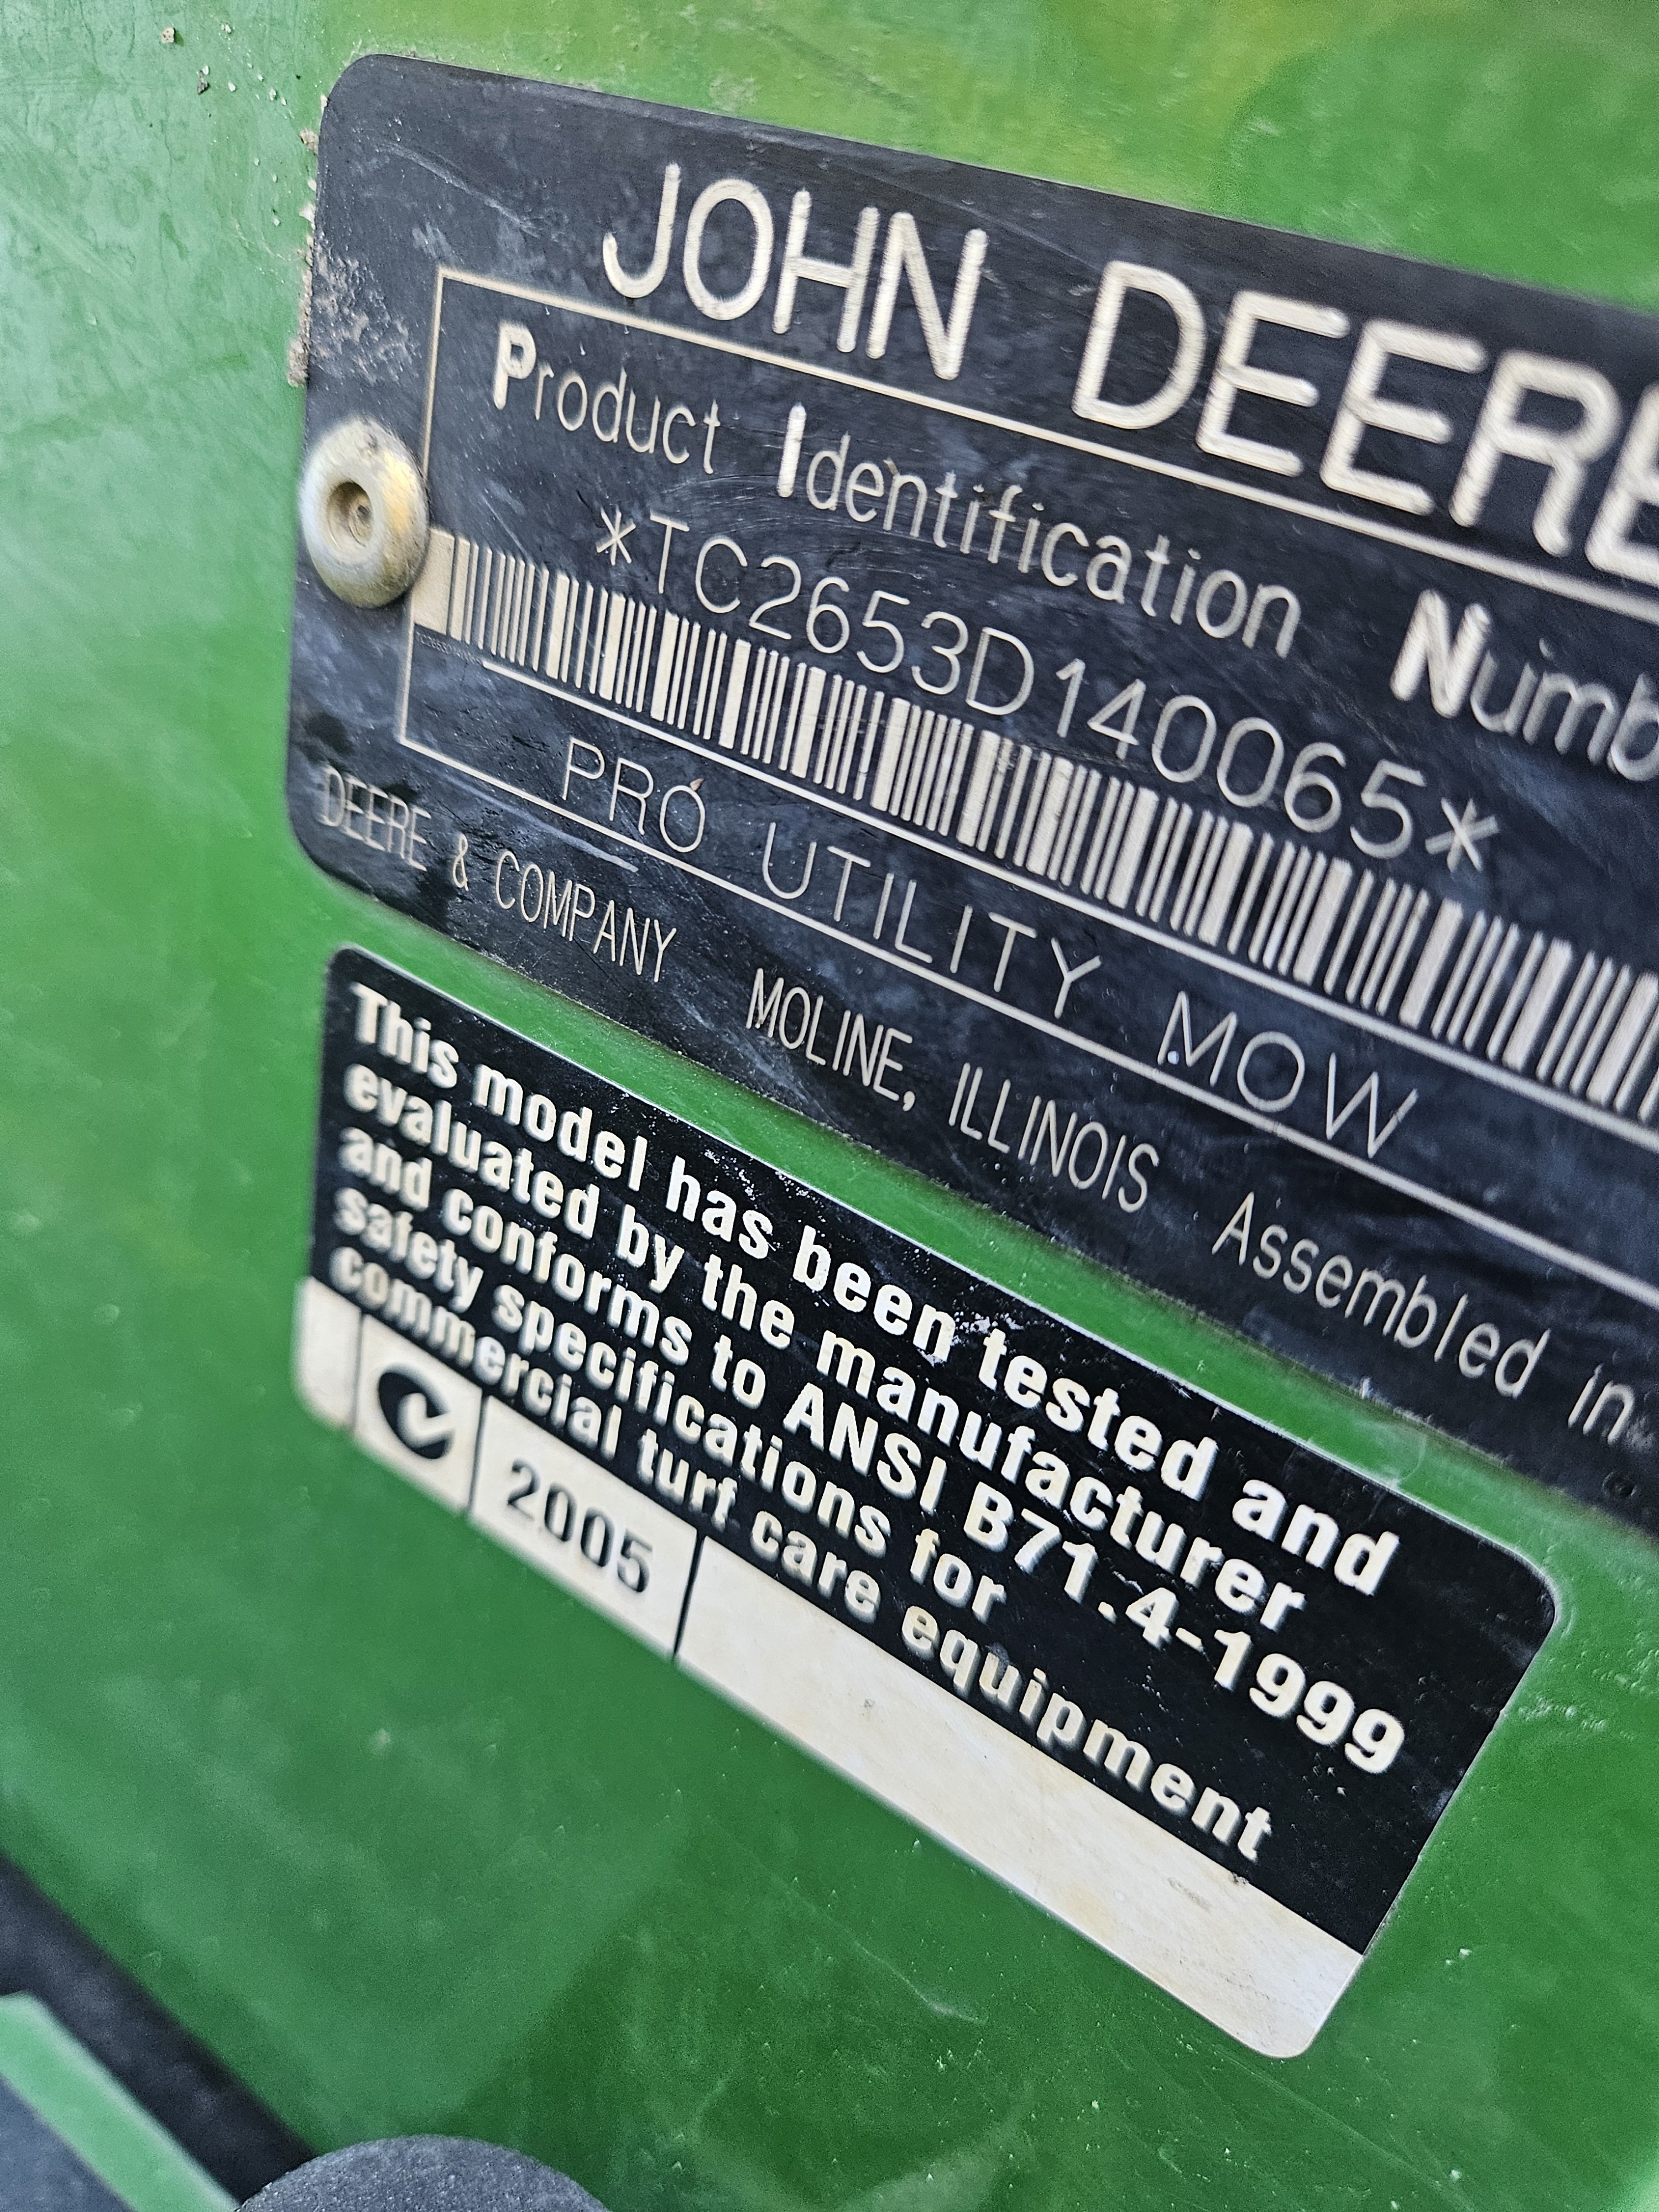 JOHN DEERE
Product Identification Numb
*TC2653D140065*
PRO UTILITY MOW
DEERE & COMPANY MOLINE, ILLINOIS Assembled in
This model has been tested and
evaluated by the manufacturer
and conforms to ANSI B71.4-1999
safety specifications for
commercial turf care equipment
2005